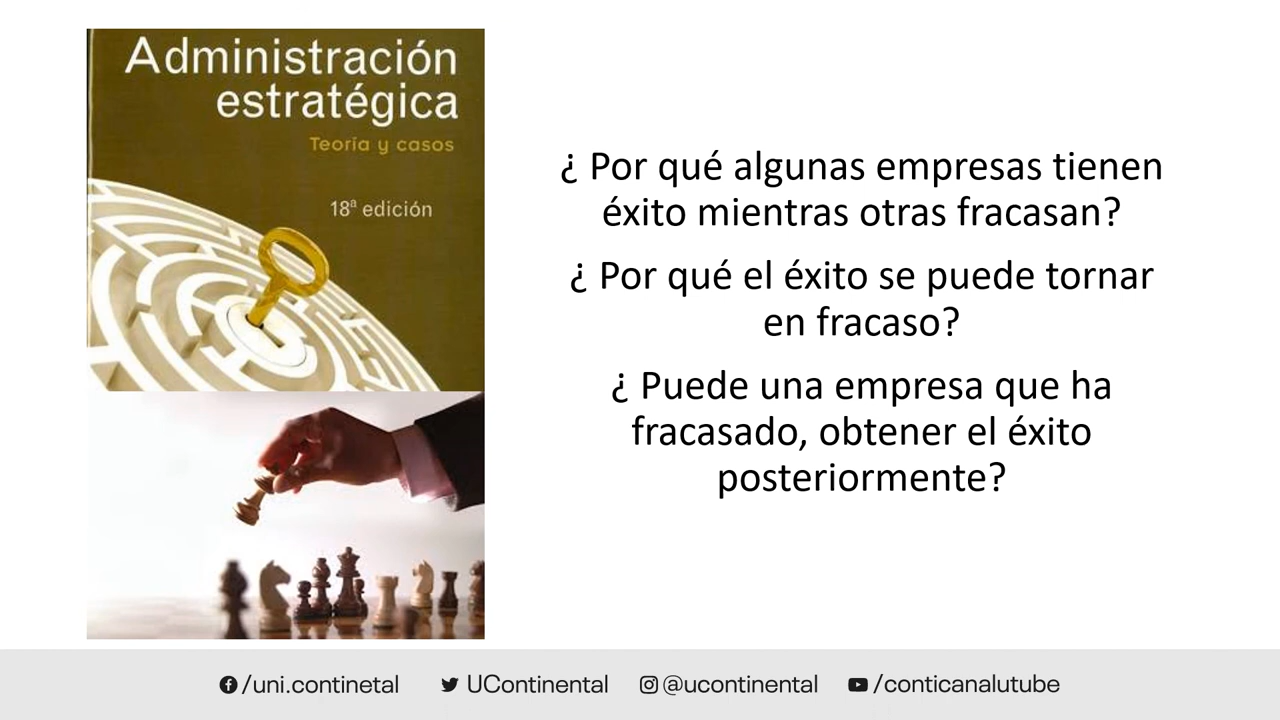 Administración
estratégica
Teoría y casos
18ª edición
¿ Por qué algunas empresas tienen
éxito mientras otras fracasan?
¿ Por qué el éxito se puede tornar
en fracaso?
¿ Puede una empresa que ha
fracasado, obtener el éxito
posteriormente?
/uni.continetal UContinental @ucontinental /conticanalutube